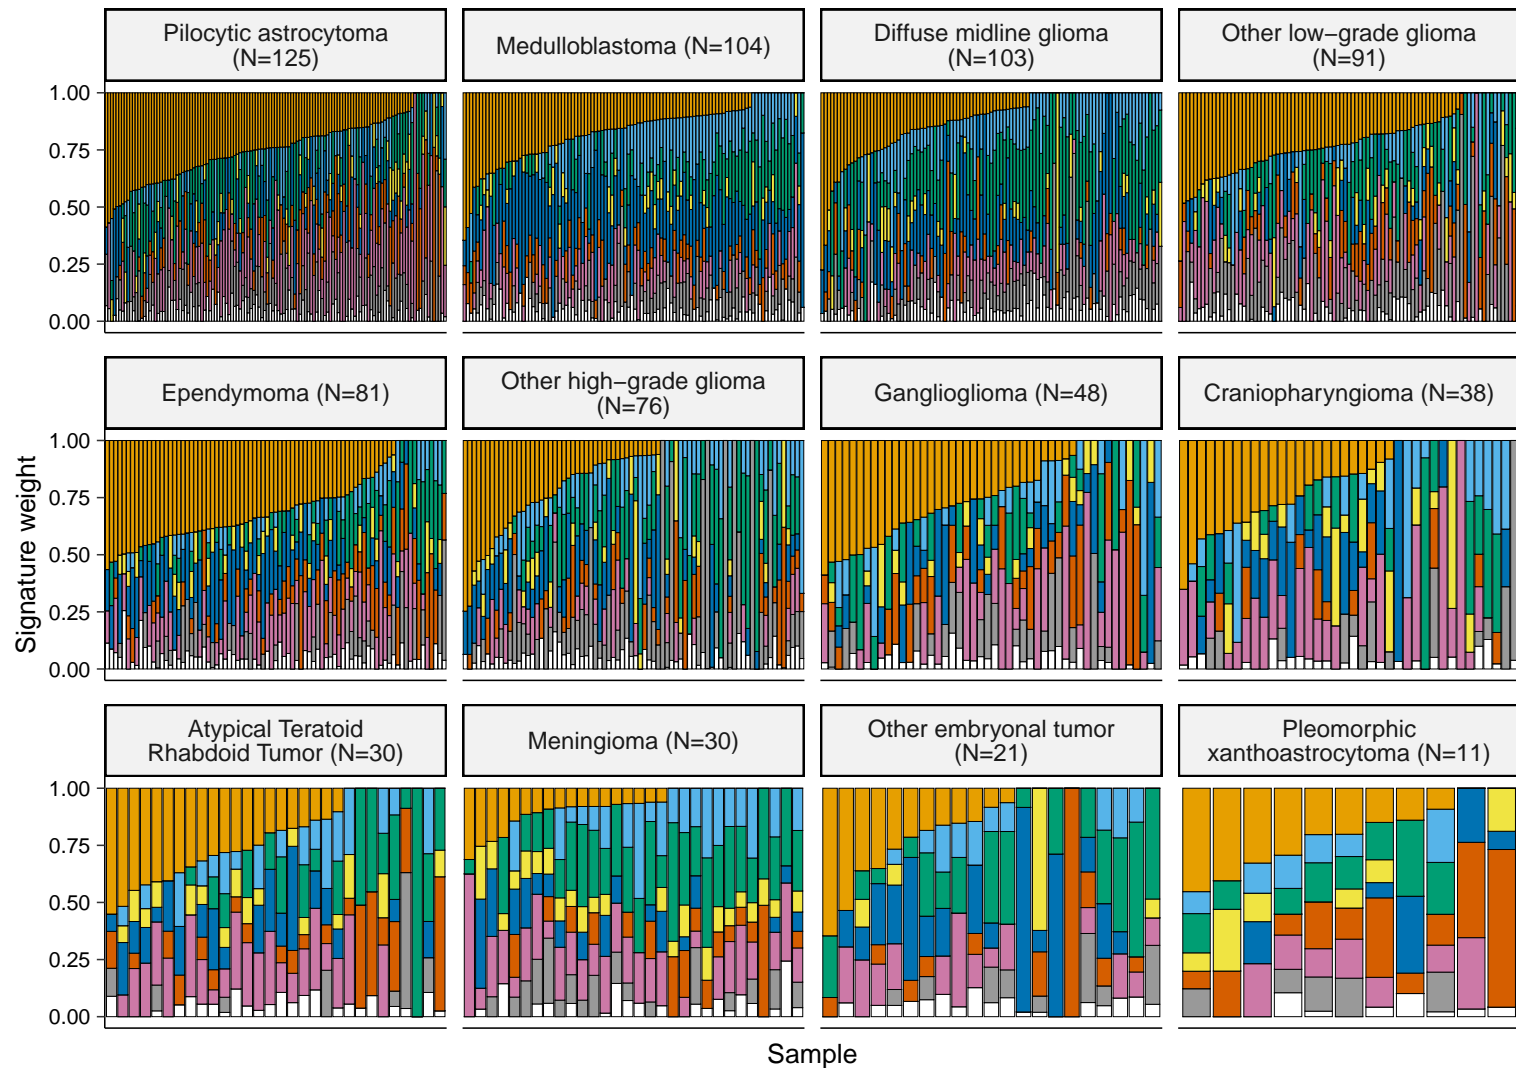 Pilocytic astrocytoma
(N=125)
Medulloblastoma (N=104)
Diffuse midline glioma
(N=103)
Other low−grade glioma
(N=91)
1.00
0.75
0.50
0.25
0.00
Ependymoma (N=81)
Other high−grade glioma
(N=76)
Ganglioglioma (N=48)
Craniopharyngioma (N=38)
1.00
0.75
0.50
0.25
0.00
Signature weight
Atypical Teratoid
Rhabdoid Tumor (N=30)
Meningioma (N=30)
Other embryonal tumor
(N=21)
Pleomorphic
xanthoastrocytoma (N=11)
1.00
0.75
0.50
0.25
0.00
Sample